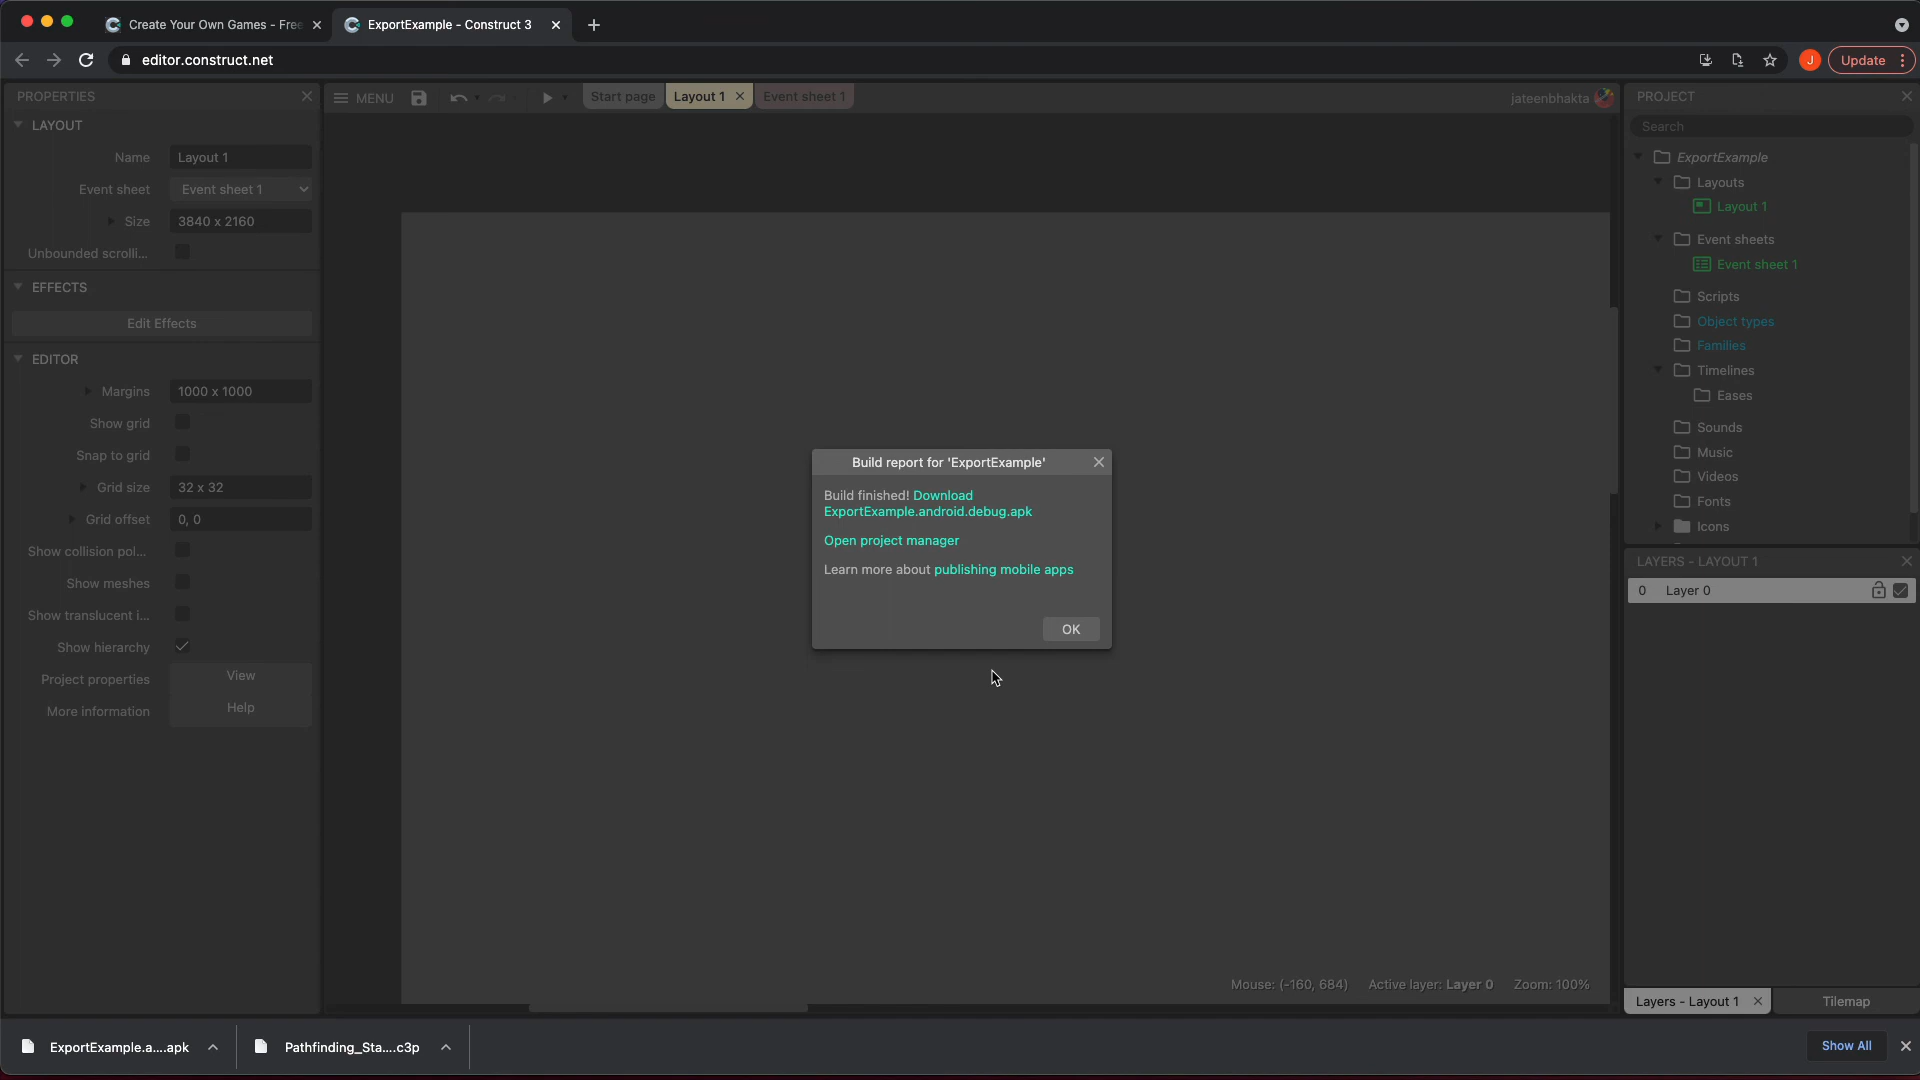 Create Your Own Games - Free
ExportExample - Construct 3
editor.construct.net
J
Update
PROPERTIES
LAYOUT
Name
Layout 1
Event sheet
Event sheet 1
Size
3840 x 2160
Unbounded scrolli...
EFFECTS
Edit Effects
EDITOR
Margins
1000 x 1000
Show grid
Snap to grid
Grid size
32 x 32
Grid offset
0, 0
Show collision pol...
Show meshes
Show translucent i...
Show hierarchy
Project properties
View
More information
Help
MENU
Start page
Layout 1
Event sheet 1
jateenbhakta
Build report for 'ExportExample'
Build finished! Download
ExportExample.android.debug.apk
Open project manager
Learn more about publishing mobile apps
OK
Mouse: (-160, 684)
Active layer: Layer 0
Zoom: 100%
PROJECT
Search
ExportExample
Layouts
Layout 1
Event sheets
Event sheet 1
Scripts
Object types
Families
Timelines
Eases
Sounds
Music
Videos
Fonts
Icons
LAYERS - LAYOUT 1
0 Layer 0
Layers - Layout 1
Tilemap
ExportExample.a....apk
Pathfinding_Sta....c3p
Show All